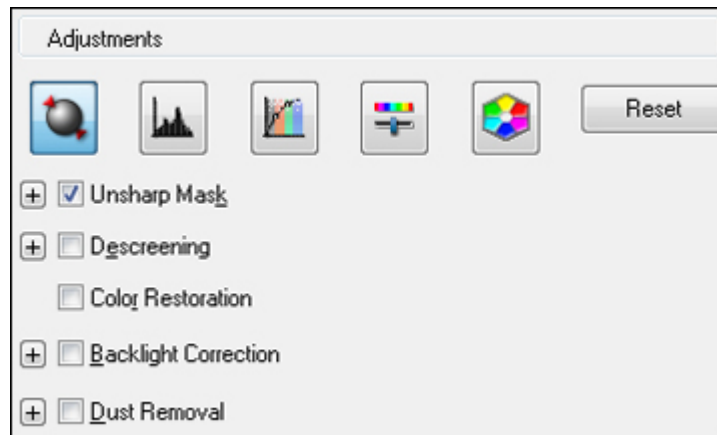 Adjustments
Reset
Unsharp Mask
Descreening
Color Restoration
Backlight Correction
Dust Removal